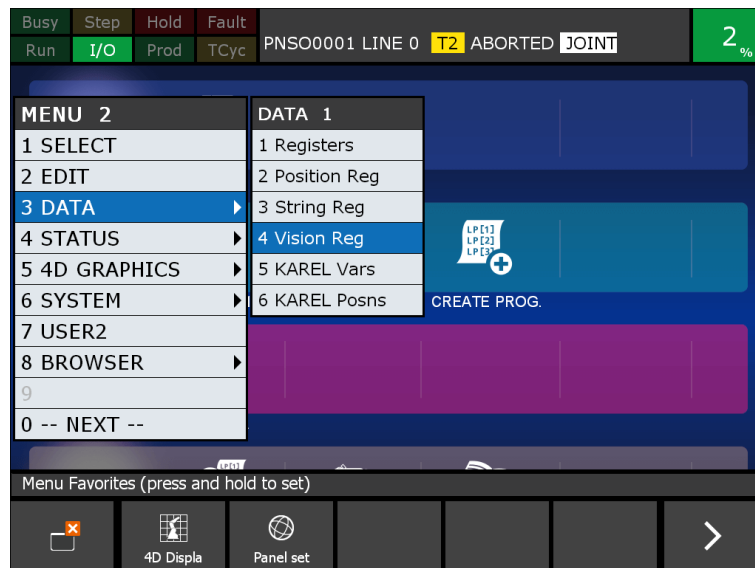 Busy Step Hold Fault
Run I/O Prod TCyc
PNSO0001 LINE 0 T2 ABORTED JOINT
2%
MENU 2
1 SELECT
2 EDIT
3 DATA
4 STATUS
5 4D GRAPHICS
6 SYSTEM
7 USER2
8 BROWSER
9
0 -- NEXT --
DATA 1
1 Registers
2 Position Reg
3 String Reg
4 Vision Reg
5 KAREL Vars
6 KAREL Posns
LP[1]
LP[2]
LP[3]
CREATE PROG.
LP[1]
Menu Favorites (press and hold to set)
4D Displa
Panel set